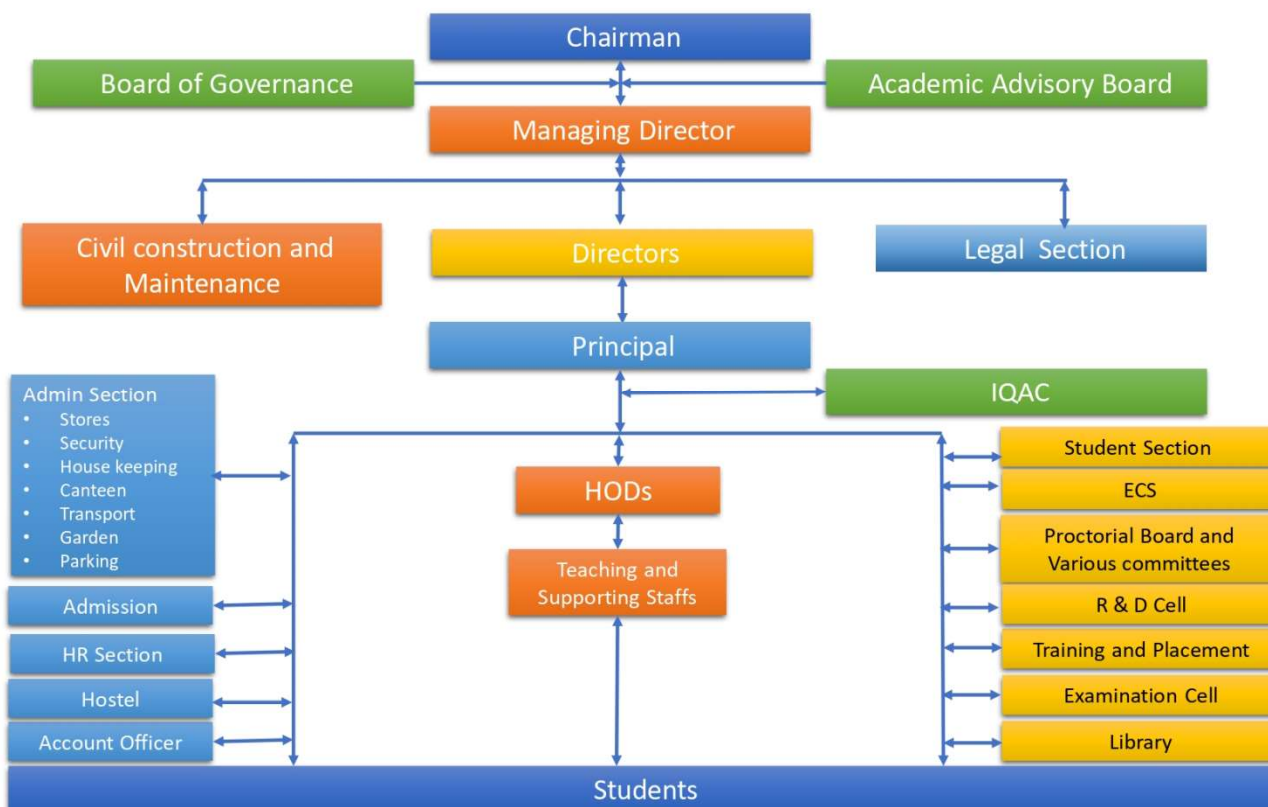 Chairman
Board of Governance
Academic Advisory Board
Managing Director
Civil construction and
Maintenance
Directors
Legal Section
Principal
IQAC
Admin Section
• Stores
• Security
• House keeping
• Canteen
• Transport
• Garden
• Parking
Admission
HR Section
Hostel
Account Officer
HODs
Teaching and
Supporting Staffs
Student Section
ECS
Proctorial Board and
Various committees
R & D Cell
Training and Placement
Examination Cell
Library
Students